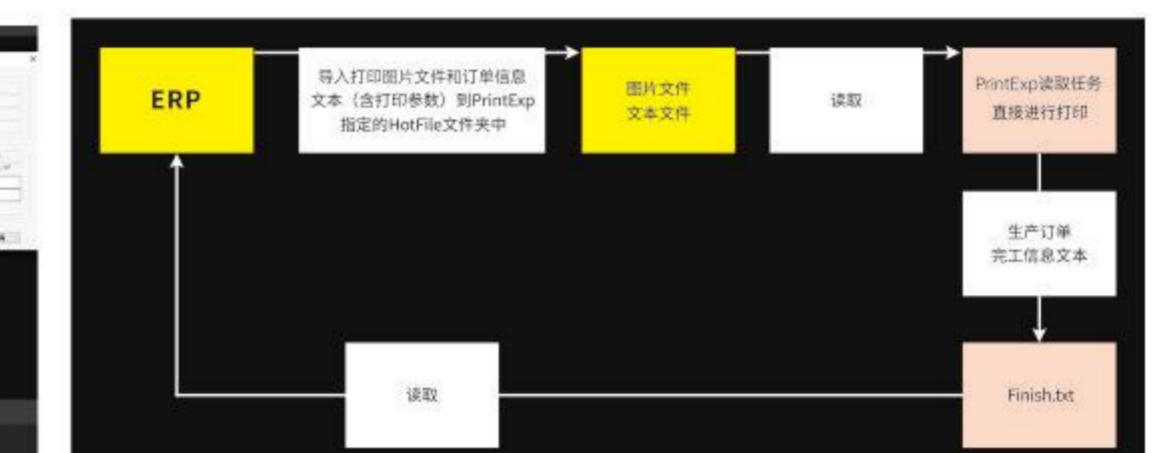 ERP
导入打印图片文件和订单信息
文本（含打印参数）到PrintExp
指定的HotFile文件夹中
图片文件
文本文件
读取
PrintExp读取任务
直接进行打印
生产订单
完工信息文本
读取
Finish.txt